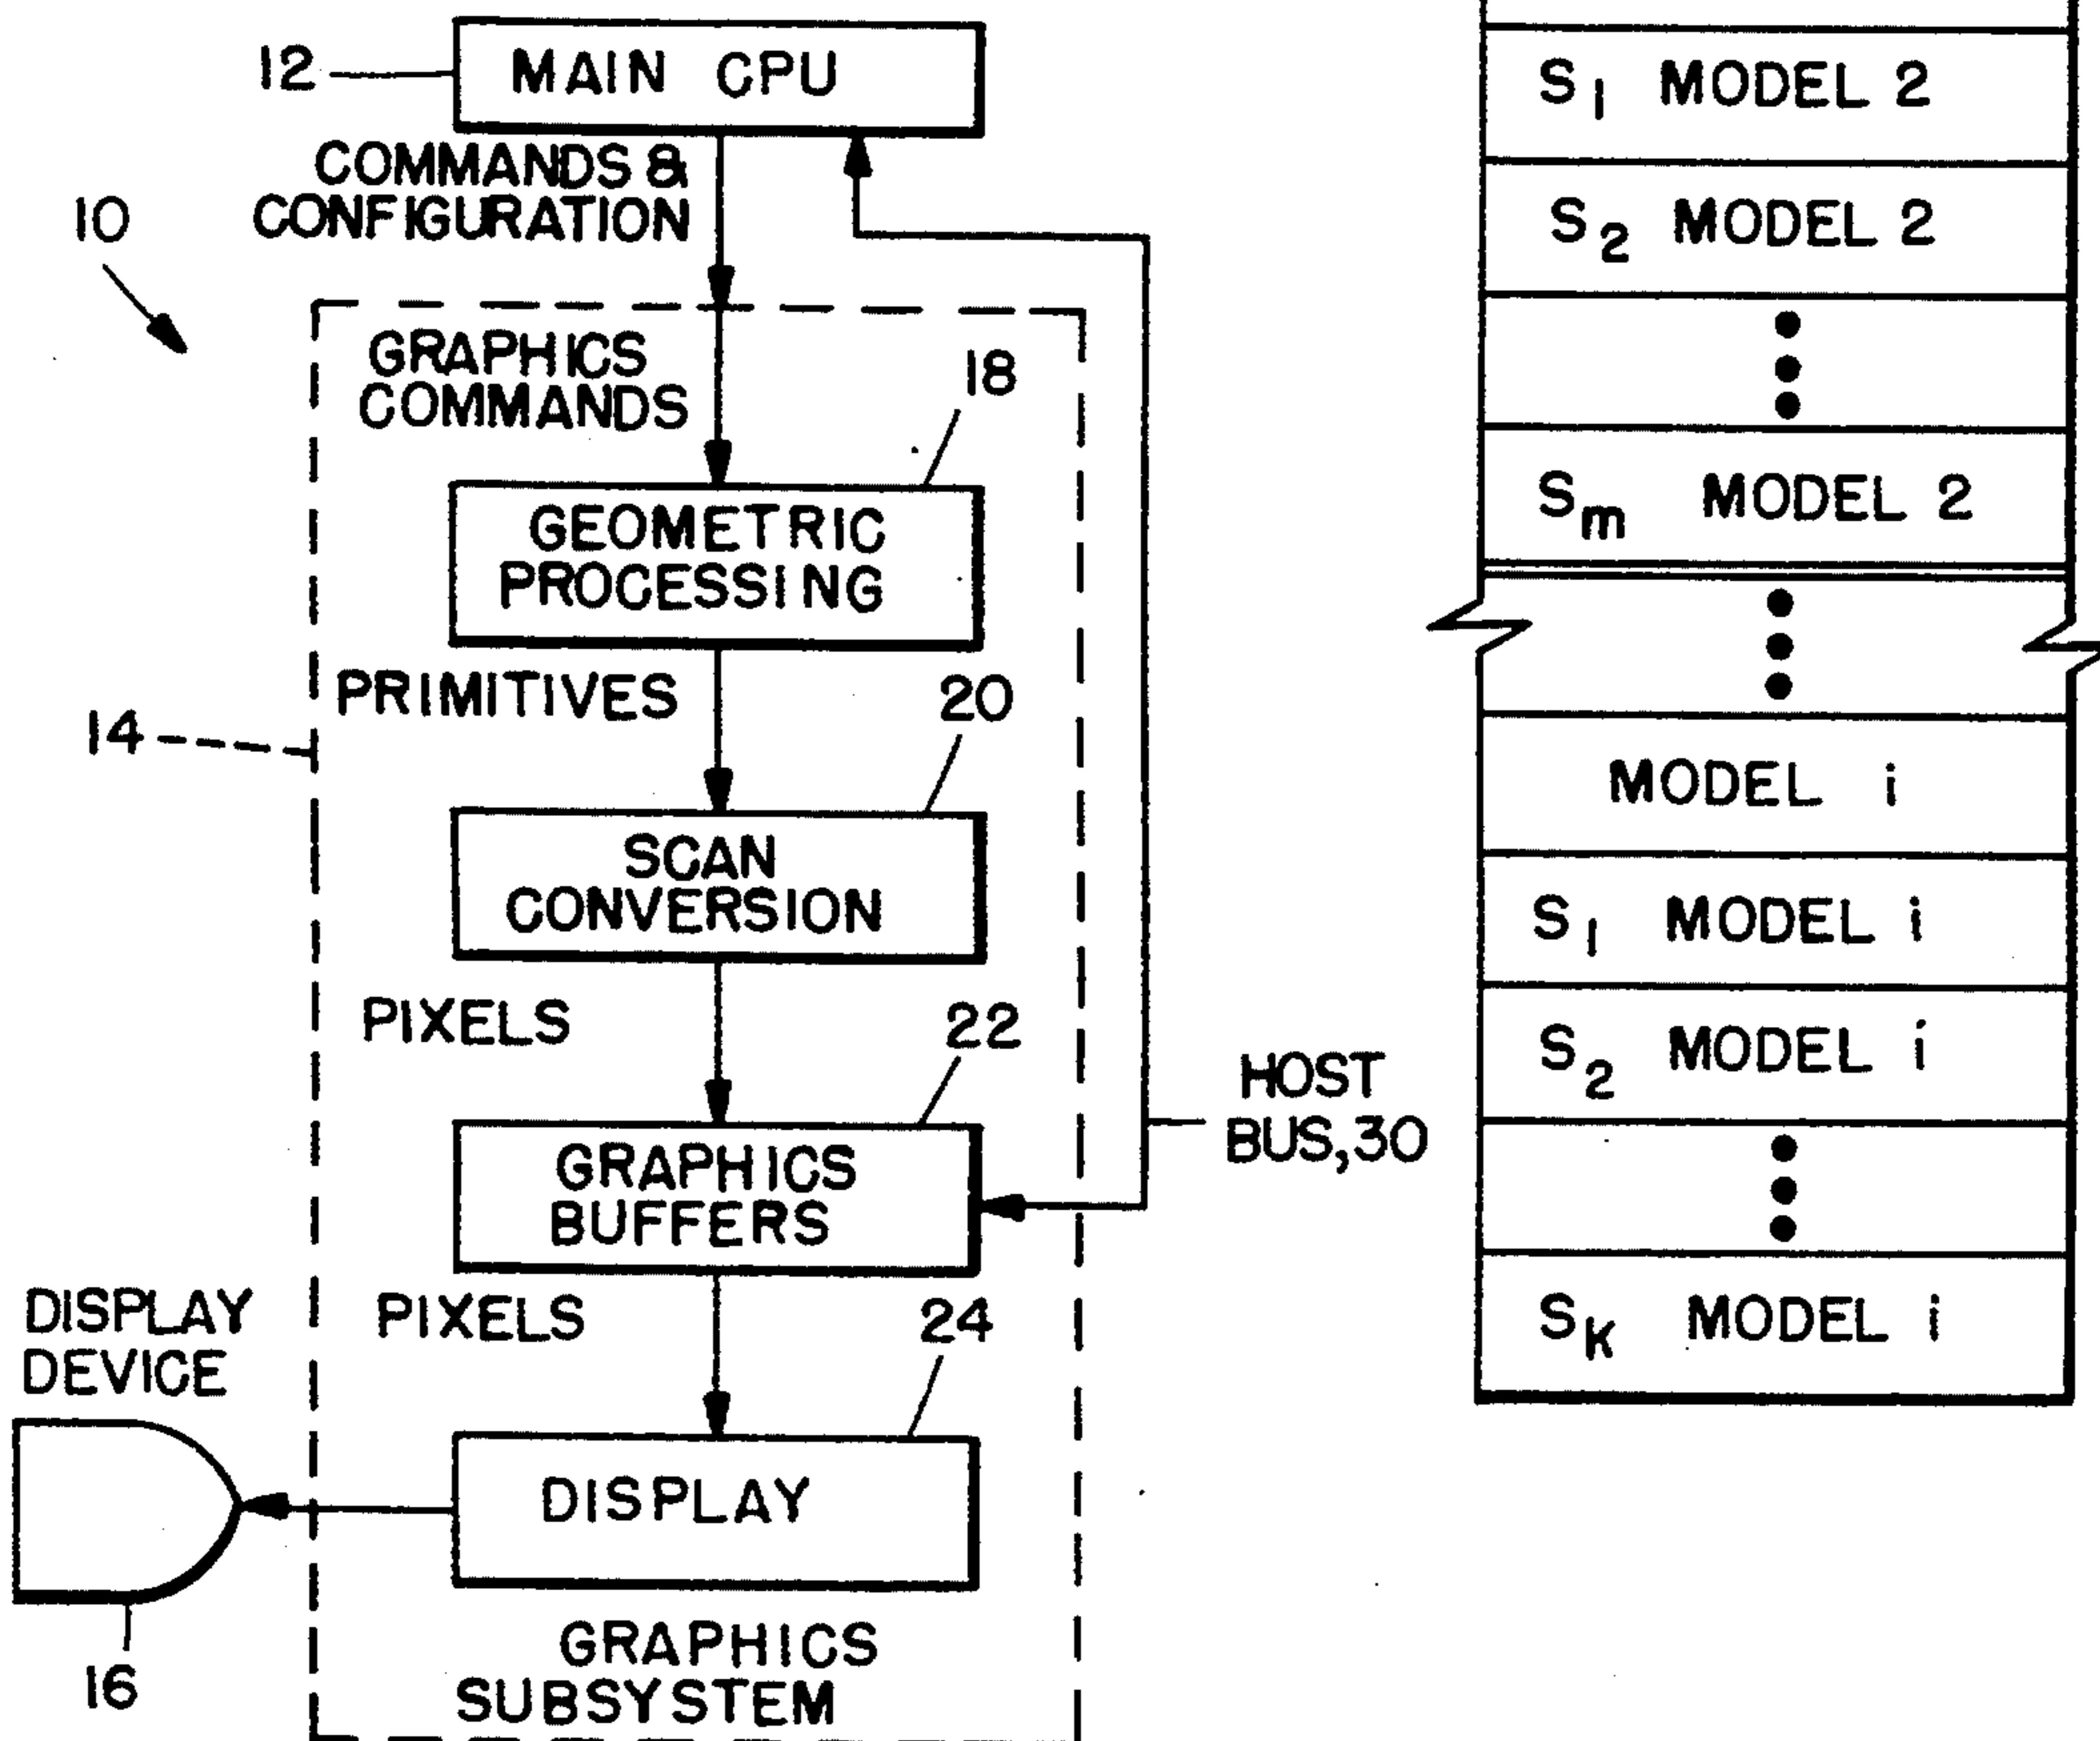 12
MAIN CPU
COMMANDS &
CONFIGURATION
10
GRAPHICS
COMMANDS
18
GEOMETRIC
PROCESSING
PRIMITIVES
20
14
SCAN
CONVERSION
PIXELS
22
HOST
BUS,30
GRAPHICS
BUFFERS
PIXELS
24
DISPLAY
DEVICE
DISPLAY
16
GRAPHICS
SUBSYSTEM
S1 MODEL 2
S2 MODEL 2
Sm MODEL 2
MODEL i
S1 MODEL i
S2 MODEL i
SK MODEL i